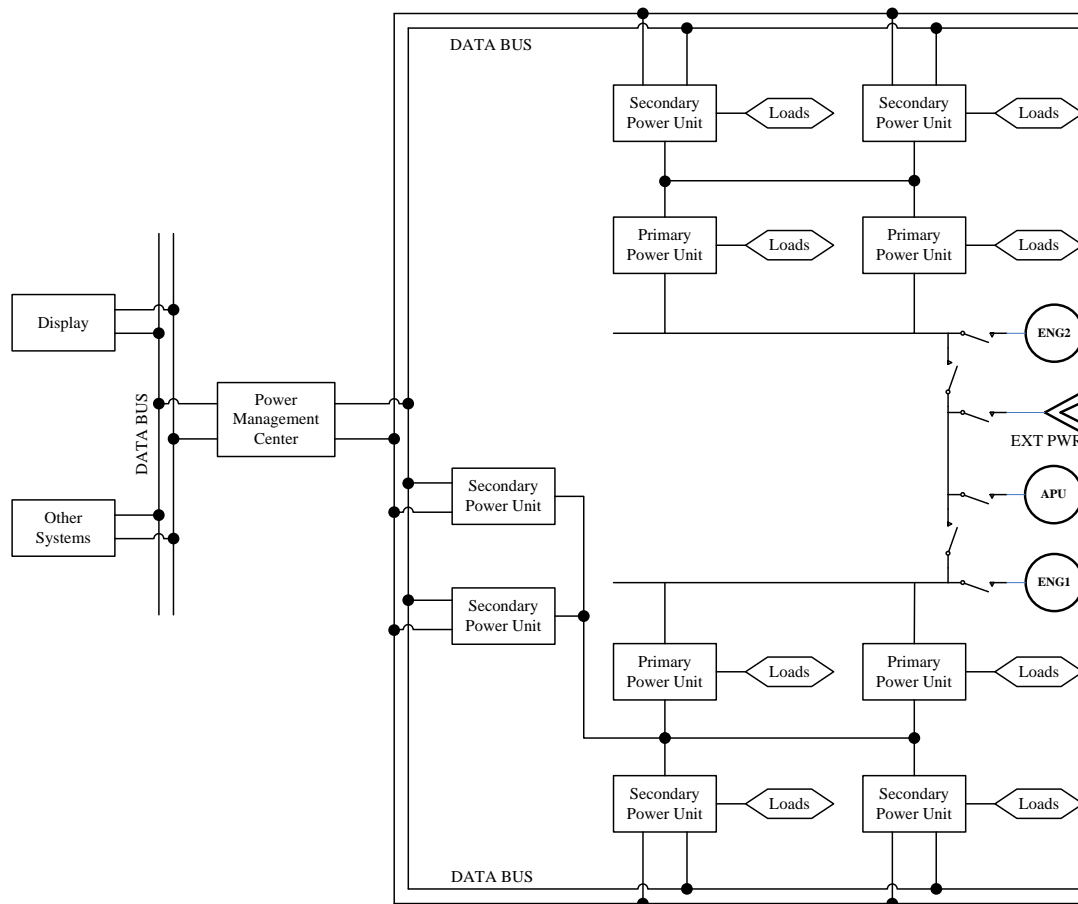 DATA BUS
Secondary
Power Unit
Loads
Secondary
Power Unit
Loads
Primary
Power Unit
Loads
Primary
Power Unit
Loads
Display
ENG2
Power
Management
Center
DATA BUS
EXT PWR
Secondary
Power Unit
APU
Other
Systems
ENG1
Secondary
Power Unit
Primary
Power Unit
Loads
Primary
Power Unit
Loads
Secondary
Power Unit
Loads
Secondary
Power Unit
Loads
DATA BUS